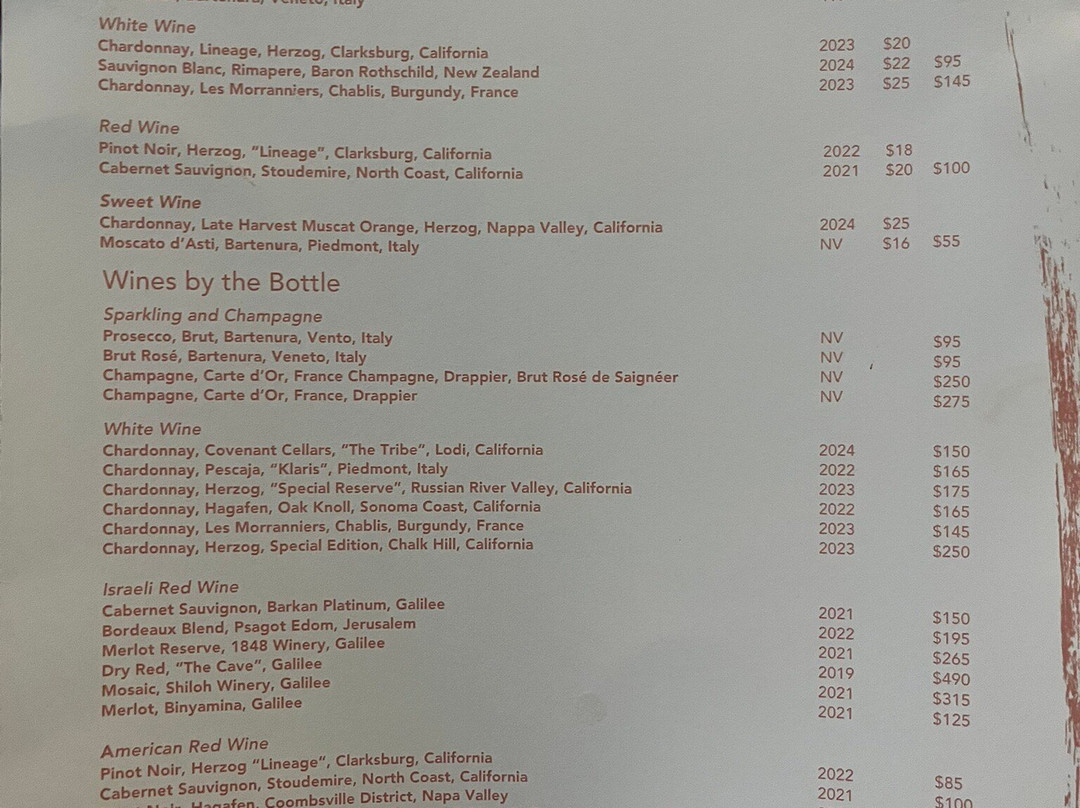 Veneto, Italy
White Wine
Chardonnay, Lineage, Herzog, Clarksburg, California 2023 $20
Sauvignon Blanc, Rimapere, Baron Rothschild, New Zealand 2024 $22 $95
Chardonnay, Les Morranniers, Chablis, Burgundy, France 2023 $25 $145
Red Wine
Pinot Noir, Herzog, “Lineage”, Clarksburg, California 2022 $18
Cabernet Sauvignon, Stoudemire, North Coast, California 2021 $20 $100
Sweet Wine
Chardonnay, Late Harvest Muscat Orange, Herzog, Nappa Valley, California 2024 $25
Moscato d’Asti, Bartenura, Piedmont, Italy NV $16 $55
Wines by the Bottle
Sparkling and Champagne
Prosecco, Brut, Bartenura, Vento, Italy NV $95
Brut Rosé, Bartenura, Veneto, Italy NV $95
Champagne, Carte d’Or, France Champagne, Drappier, Brut Rosé de Saignéer NV $250
Champagne, Carte d’Or, France, Drappier NV $275
White Wine
Chardonnay, Covenant Cellars, “The Tribe”, Lodi, California 2024 $150
Chardonnay, Pescaja, “Klaris”, Piedmont, Italy 2022 $165
Chardonnay, Herzog, “Special Reserve”, Russian River Valley, California 2023 $175
Chardonnay, Hagafen, Oak Knoll, Sonoma Coast, California 2022 $165
Chardonnay, Les Morranniers, Chablis, Burgundy, France 2023 $145
Chardonnay, Herzog, Special Edition, Chalk Hill, California 2023 $250
Israeli Red Wine
Cabernet Sauvignon, Barkan Platinum, Galilee 2021 $150
Bordeaux Blend, Psagot Edom, Jerusalem 2022 $195
Merlot Reserve, 1848 Winery, Galilee 2021 $265
Dry Red, “The Cave”, Galilee 2019 $490
Mosaic, Shiloh Winery, Galilee 2021 $315
Merlot, Binyamina, Galilee 2021 $125
American Red Wine
Pinot Noir, Herzog “Lineage”, Clarksburg, California 2022 $85
Cabernet Sauvignon, Stoudemire, North Coast, California 2021 $100
Hagafen, Coombsville District, Napa Valley